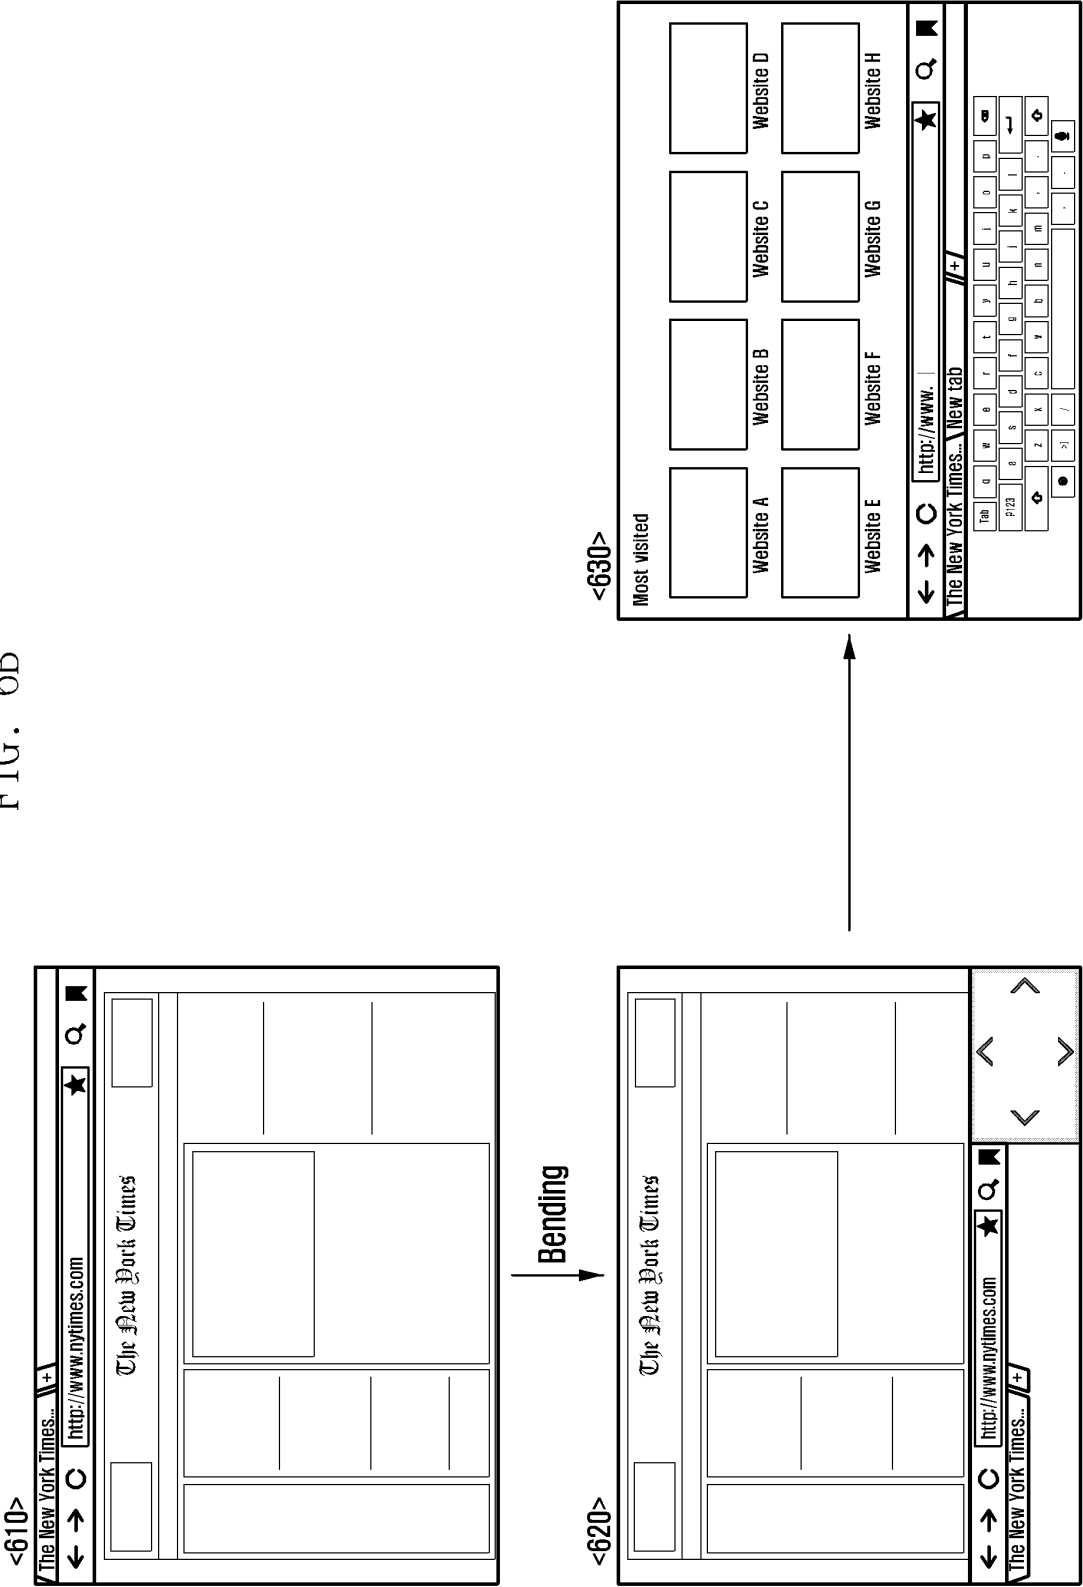 FIG. 6B
<610>
The New York Times... +
http://www.nytimes.com
The New York Times
Bending
<620>
The New York Times
http://www.nytimes.com
The New York Times... +
<630>
Most visited
Website A Website B Website C Website D
Website E Website F Website G Website H
http://www.
The New York Times... New tab +
Tab q w e r t y u i o p
P123 a s d f g h j k l
z x c v b n m , .
/